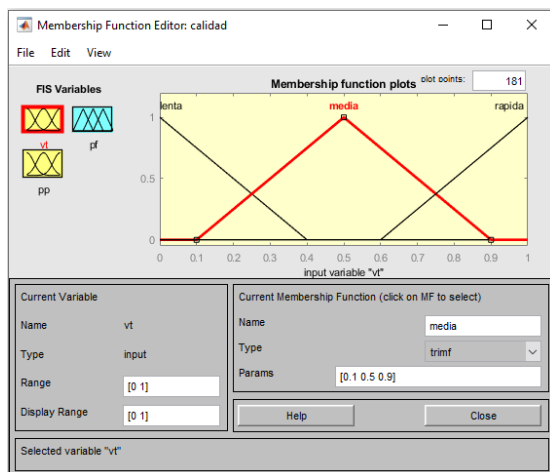 Membership Function Editor: calidad
File Edit View
FIS Variables
vt
pf
pp
Membership function plots
plot points:
181
lenta
media
rapida
1
0.5
0
0 0.1 0.2 0.3 0.4 0.5 0.6 0.7 0.8 0.9 1
input variable "vt"
Current Variable
Name vt
Type input
Range [0 1]
Display Range [0 1]
Current Membership Function (click on MF to select)
Name media
Type trimf
Params [0.1 0.5 0.9]
Help Close
Selected variable "vt"